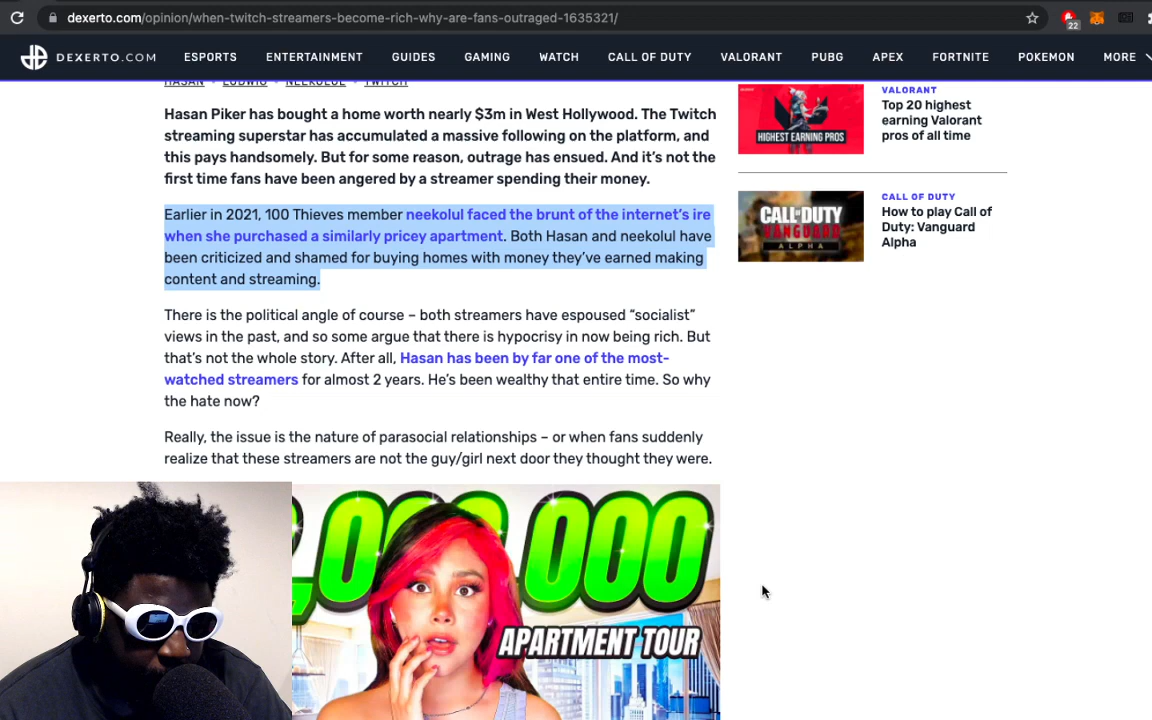 dexerto.com/opinion/when-twitch-streamers-become-rich-why-are-fans-outraged-1635321/
22
DEXERTO.COM ESPORTS ENTERTAINMENT GUIDES GAMING WATCH CALL OF DUTY VALORANT PUBG APEX FORTNITE POKEMON MORE
HASAN • LUDWIG • NEEKOLUL • TWITCH
Hasan Piker has bought a home worth nearly $3m in West Hollywood. The Twitch
streaming superstar has accumulated a massive following on the platform, and
this pays handsomely. But for some reason, outrage has ensued. And it's not the
first time fans have been angered by a streamer spending their money.
Earlier in 2021, 100 Thieves member neekolul faced the brunt of the internet's ire
when she purchased a similarly pricey apartment. Both Hasan and neekolul have
been criticized and shamed for buying homes with money they've earned making
content and streaming.
There is the political angle of course – both streamers have espoused “socialist”
views in the past, and so some argue that there is hypocrisy in now being rich. But
that's not the whole story. After all, Hasan has been by far one of the most-
watched streamers for almost 2 years. He's been wealthy that entire time. So why
the hate now?
Really, the issue is the nature of parasocial relationships – or when fans suddenly
realize that these streamers are not the guy/girl next door they thought they were.
,000,000
APARTMENT TOUR
HIGHEST EARNING PROS
VALORANT
Top 20 highest
earning Valorant
pros of all time
CALL OF DUTY
VANGUARD
ALPHA
CALL OF DUTY
How to play Call of
Duty: Vanguard
Alpha